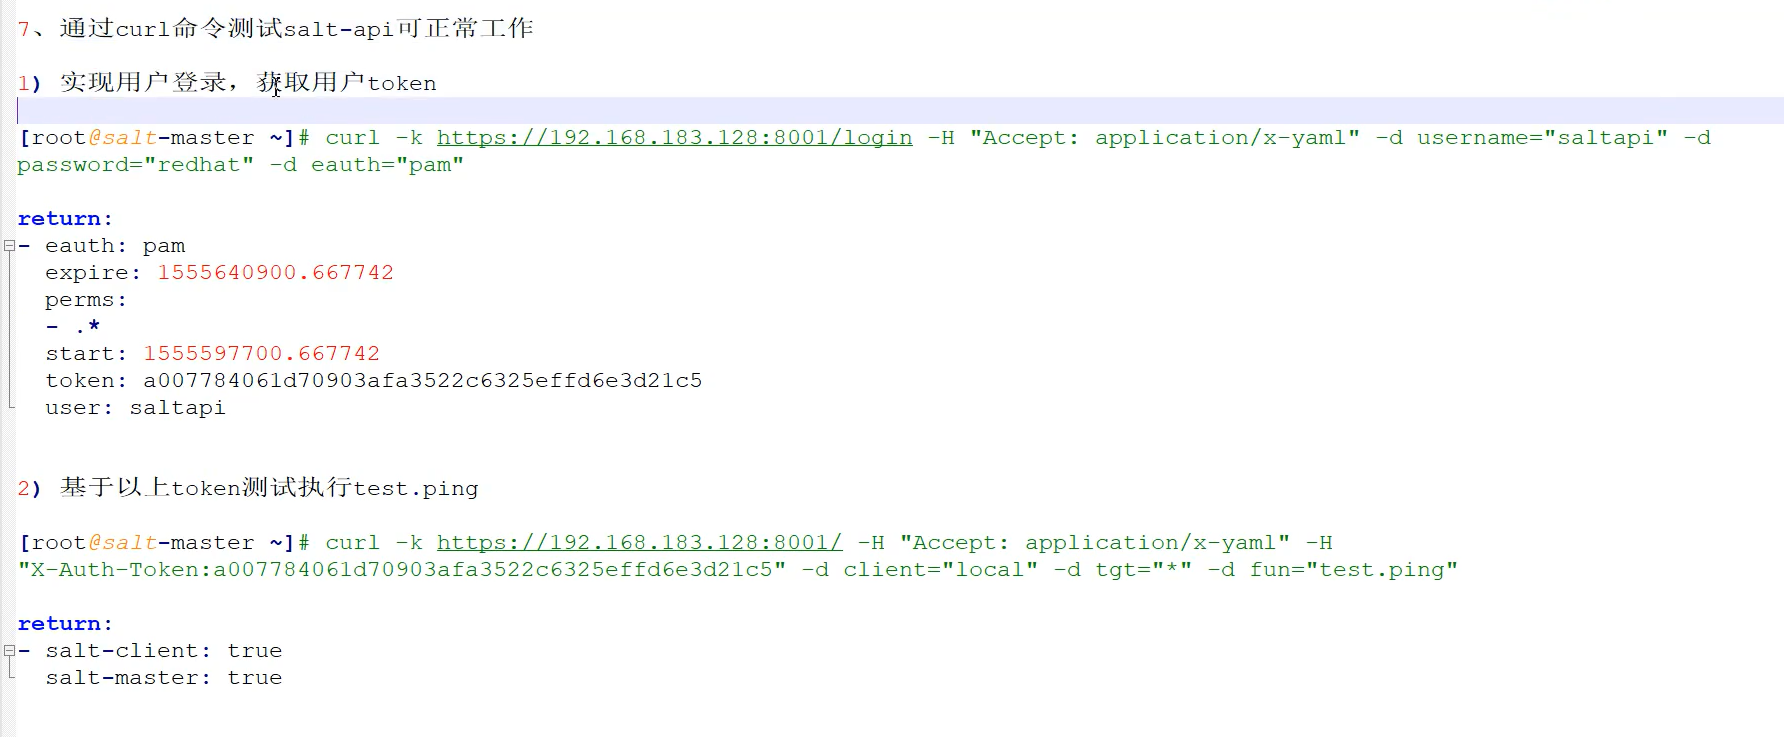 7、通过curl命令测试salt-api可正常工作
1) 实现用户登录，获取用户token
[root@salt-master ~]# curl -k https://192.168.183.128:8001/login -H "Accept: application/x-yaml" -d username="saltapi" -d
password="redhat" -d eauth="pam"
return:
- eauth: pam
expire: 1555640900.667742
perms:
- .*
start: 1555597700.667742
token: a007784061d70903afa3522c6325effd6e3d21c5
user: saltapi
2) 基于以上token测试执行test.ping
[root@salt-master ~]# curl -k https://192.168.183.128:8001/ -H "Accept: application/x-yaml" -H
"X-Auth-Token:a007784061d70903afa3522c6325effd6e3d21c5" -d client="local" -d tgt="*" -d fun="test.ping"
return:
- salt-client: true
salt-master: true